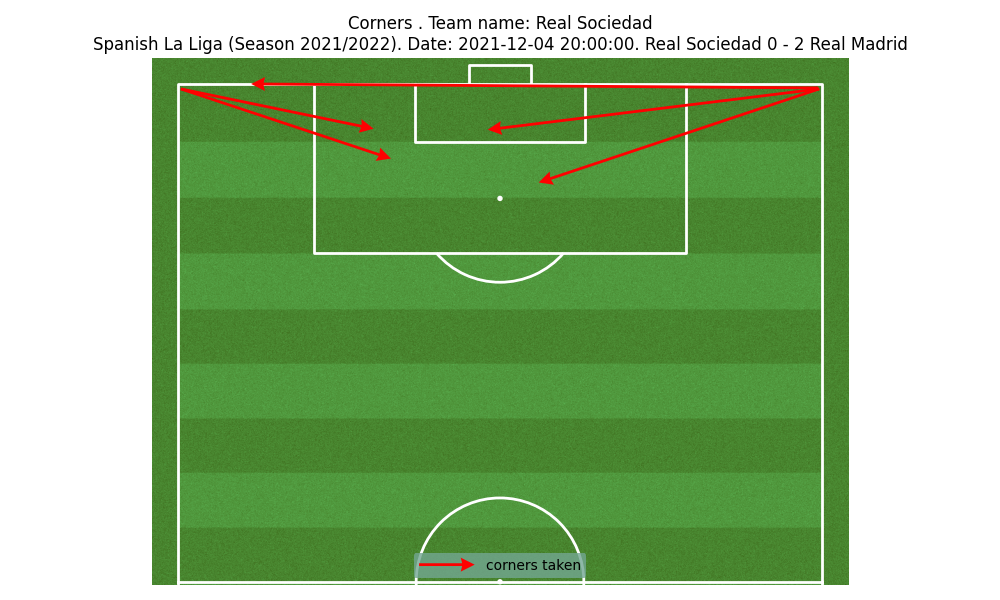 Corners . Team name: Real Sociedad
Spanish La Liga (Season 2021/2022). Date: 2021-12-04 20:00:00. Real Sociedad 0 - 2 Real Madrid
corners taken